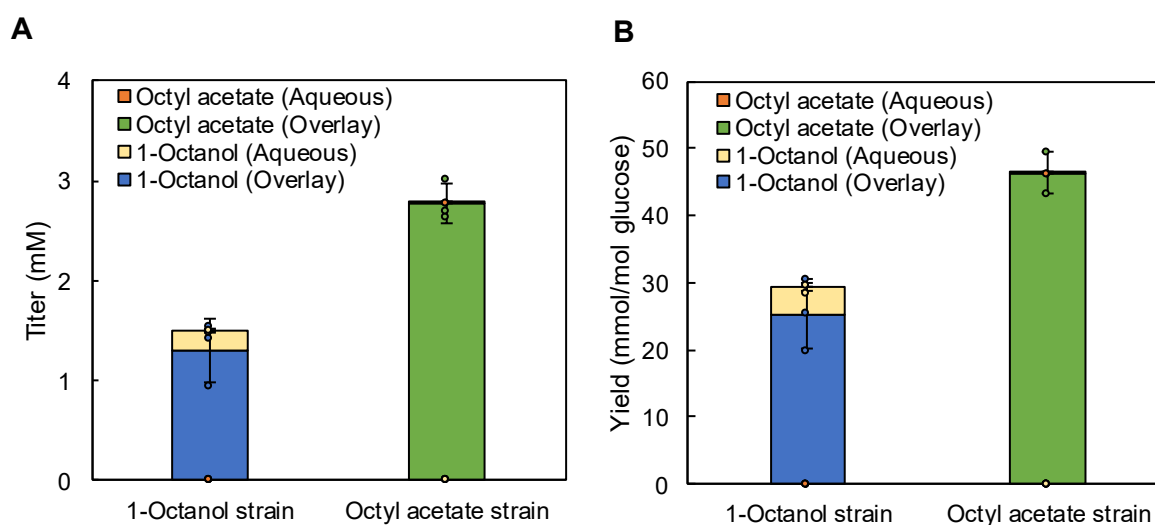 A
Titer (mM)
4
3
2
1
0
Octyl acetate (Aqueous)
Octyl acetate (Overlay)
1-Octanol (Aqueous)
1-Octanol (Overlay)
1-Octanol strain
Octyl acetate strain
B
Yield (mmol/mol glucose)
60
50
40
30
20
10
0
Octyl acetate (Aqueous)
Octyl acetate (Overlay)
1-Octanol (Aqueous)
1-Octanol (Overlay)
1-Octanol strain
Octyl acetate strain